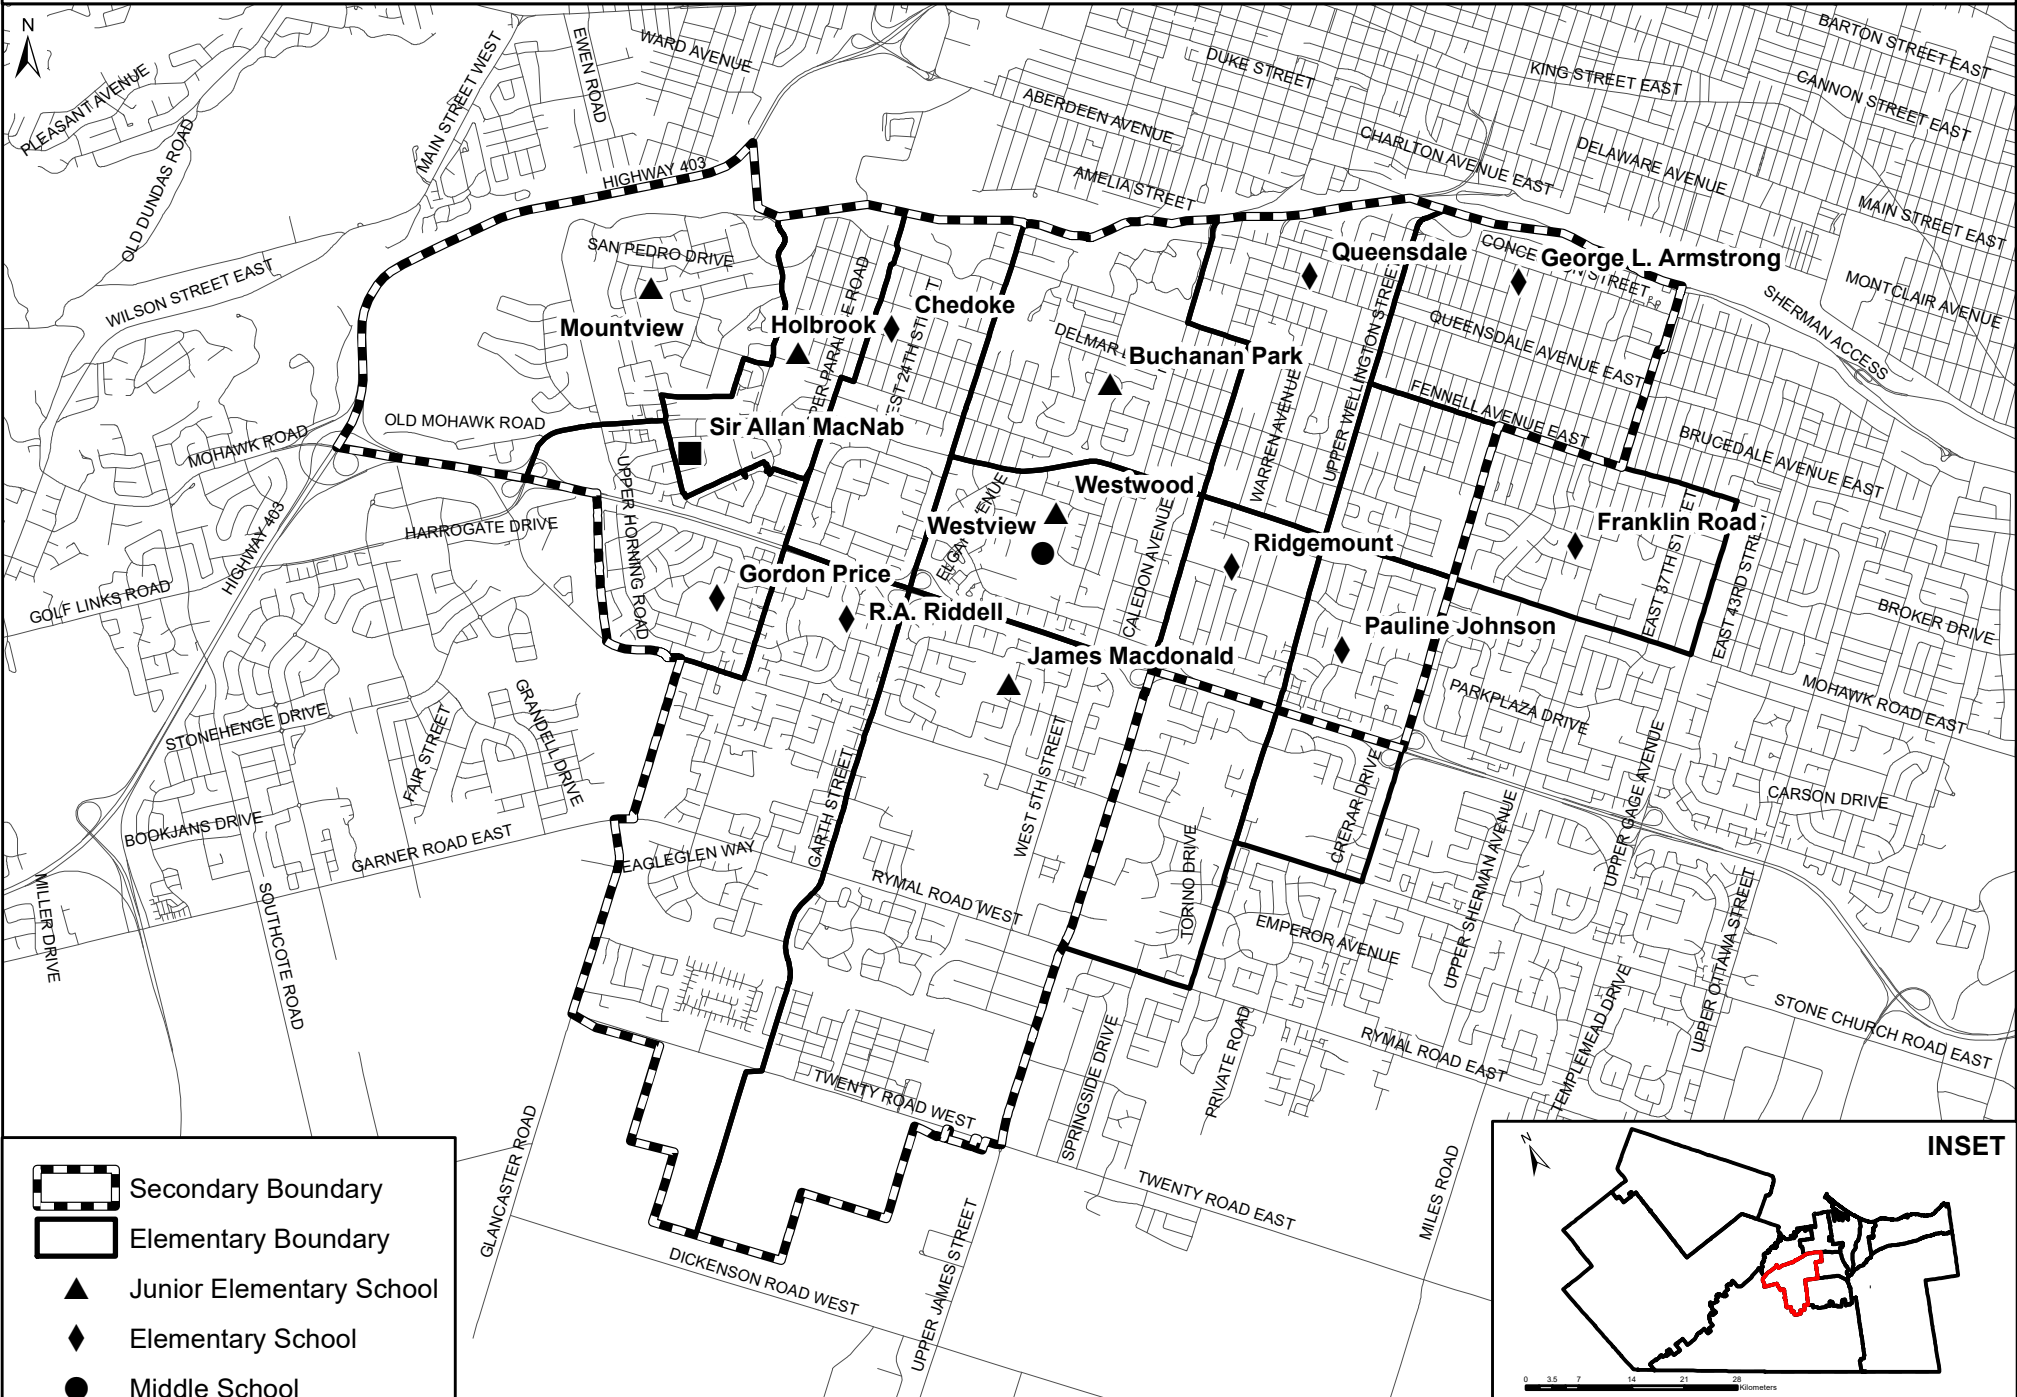 N
PLEASANT AVENUE
OLD DUNDAS ROAD
MAIN STREET WEST
EWEN ROAD
WARD AVENUE
HIGHWAY 403
DUKE STREET
ABERDEEN AVENUE
AMELIA STREET
KING STREET EAST
BARTON STREET EAST
CANNON STREET EAST
CHARLTON AVENUE EAST
DELAWARE AVENUE
MAIN STREET EAST
MONTCLAIR AVENUE
SHERMAN ACCESS
WILSON STREET EAST
SAN PEDRO DRIVE
Mountview
Holbrook
Chedoke
Queensdale
George L. Armstrong
Buchanan Park
QUEENSDALE AVENUE EAST
UPPER WELLINGTON STREET
WARREN AVENUE
FENNELL AVENUE EAST
BRUCEDALE AVENUE EAST
OLD MOHAWK ROAD
MOHAWK ROAD
Sir Allan MacNab
Westwood
Westview
Ridgemount
Franklin Road
EAST 43RD STREET
BROKER DRIVE
HARROGATE DRIVE
UPPER HORNING ROAD
HIGHWAY 403
GOLF LINKS ROAD
Gordon Price
R.A. Riddell
CALEDON AVENUE
Pauline Johnson
James Macdonald
PARKPLAZA DRIVE
MOHAWK ROAD EAST
STONEHENGE DRIVE
FAIR STREET
GRANDELL DRIVE
GARTH STREET
WEST 5TH STREET
CRERAR DRIVE
TORINO DRIVE
UPPER SHERMAN AVENUE
UPPER GAGE AVENUE
CARSON DRIVE
BOOKJANS DRIVE
GARNER ROAD EAST
EAGLEGLEN WAY
RYMAL ROAD WEST
EMPEROR AVENUE
UPPER OTTAWA STREET
MILLER DRIVE
SOUTHCOTE ROAD
STONE CHURCH ROAD EAST
TEMPLEMEAD DRIVE
RYMAL ROAD EAST
PRIVATE ROAD
SPRINGSIDE DRIVE
TWENTY ROAD WEST
GLANCASTER ROAD
TWENTY ROAD EAST
MILES ROAD
UPPER JAMES STREET
DICKENSON ROAD WEST
Secondary Boundary
Elementary Boundary
Junior Elementary School
Elementary School
Middle School
INSET
N
0 3.5 7 14 21 28
Kilometers